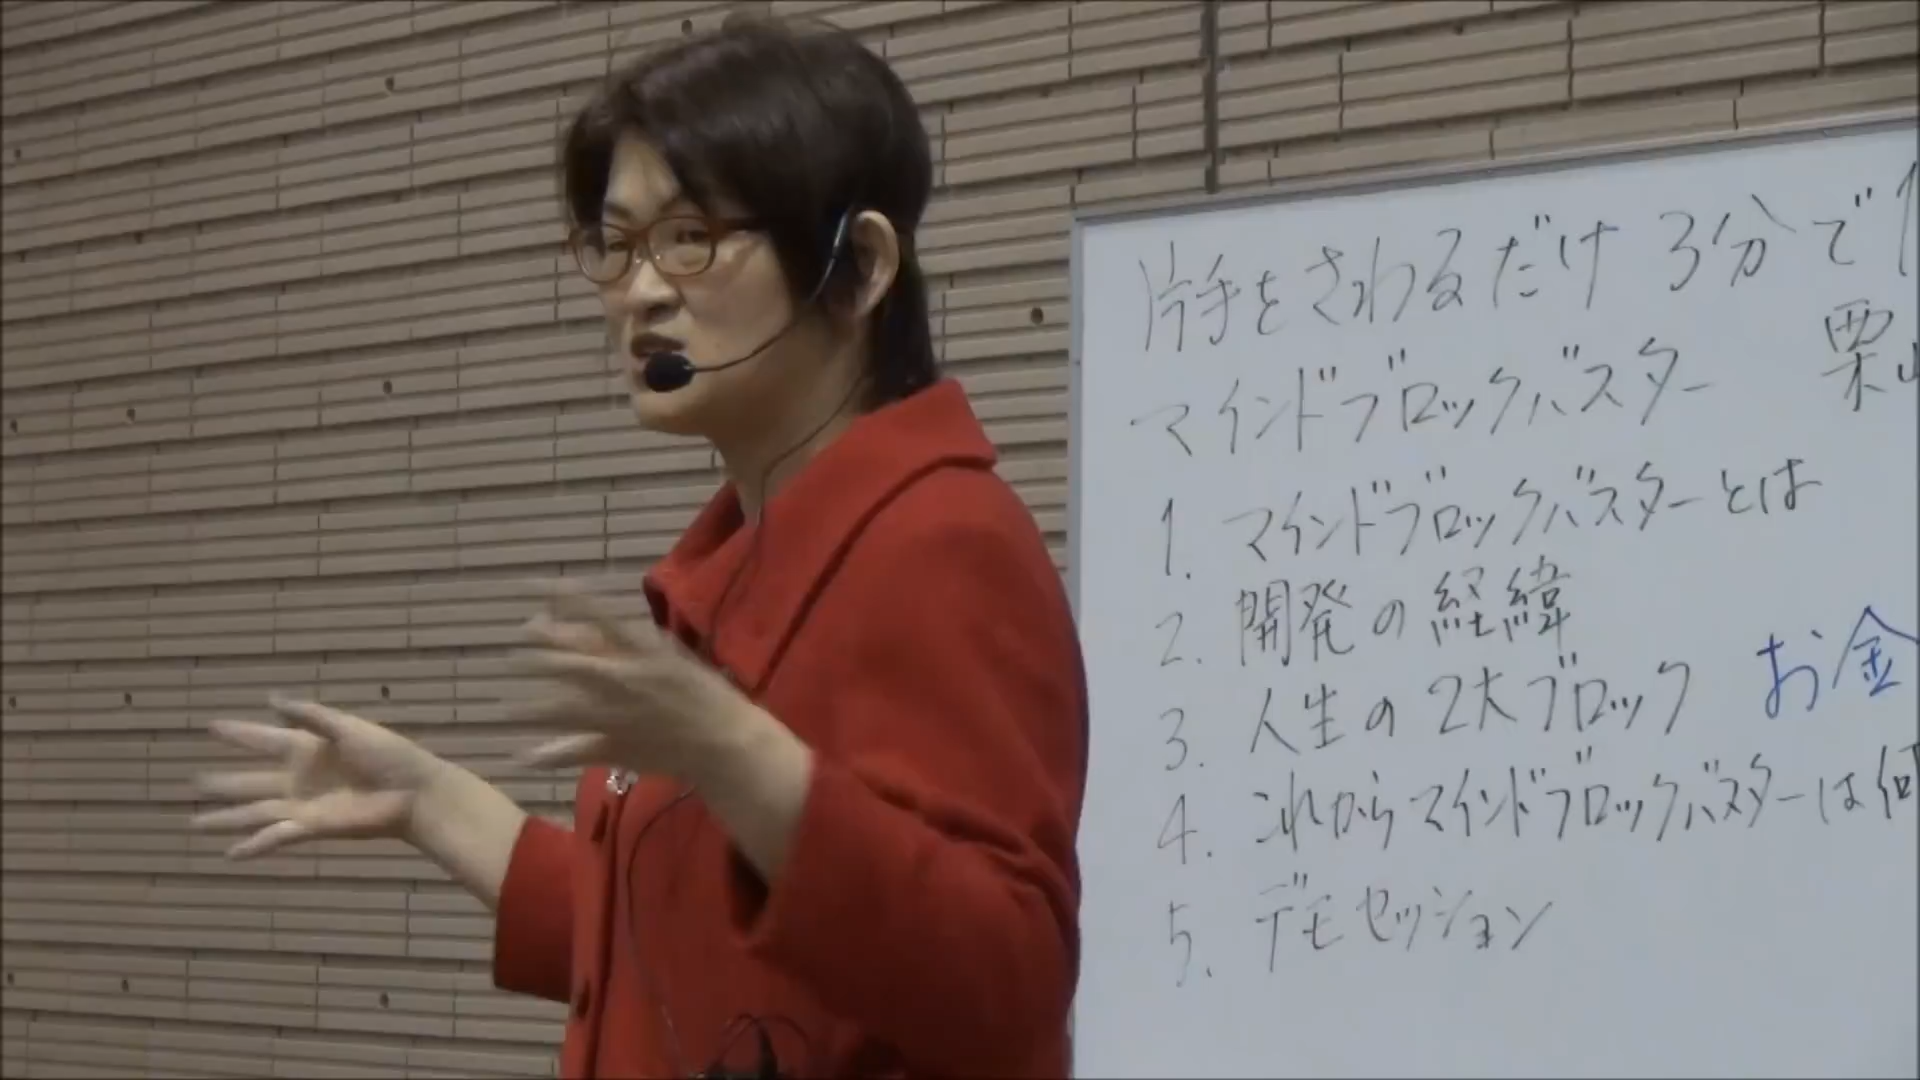 片手をさわるだけ 3分で
マインドブロックバスター 栗山
1. マインドブロックバスターとは
2. 開発の経緯
3. 人生の2大ブロック お金
4. これからマインドブロックバスターは何
5. デモセッション